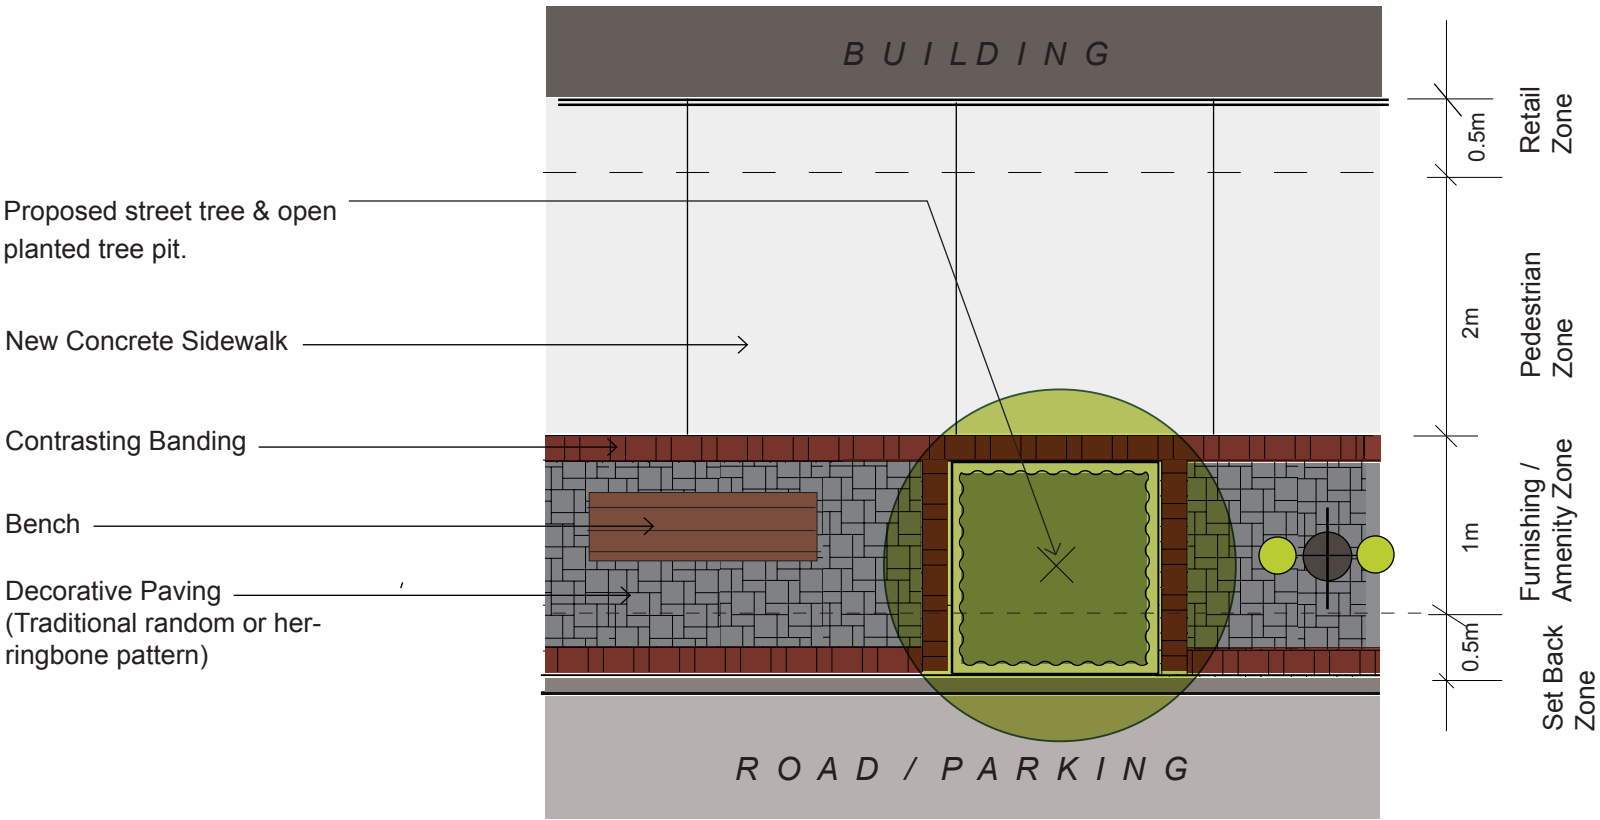 BUILDING
Proposed street tree & open
planted tree pit.
New Concrete Sidewalk
Contrasting Banding
Bench
Decorative Paving
(Traditional random or her-
ringbone pattern)
ROAD / PARKING
0.5m
Retail
Zone
2m
Pedestrian
Zone
1m
Furnishing /
Amenity Zone
0.5m
Set Back
Zone